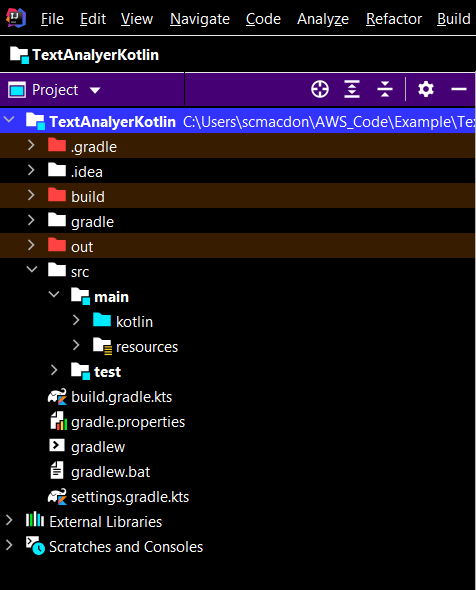 File Edit View Navigate Code Analyze Refactor Build
TextAnalyerKotlin
Project
TextAnalyerKotlin C:\Users\scmacdon\AWS_Code\Example\Tex
.gradle
.idea
build
gradle
out
src
main
kotlin
resources
test
build.gradle.kts
gradle.properties
gradlew
gradlew.bat
settings.gradle.kts
External Libraries
Scratches and Consoles